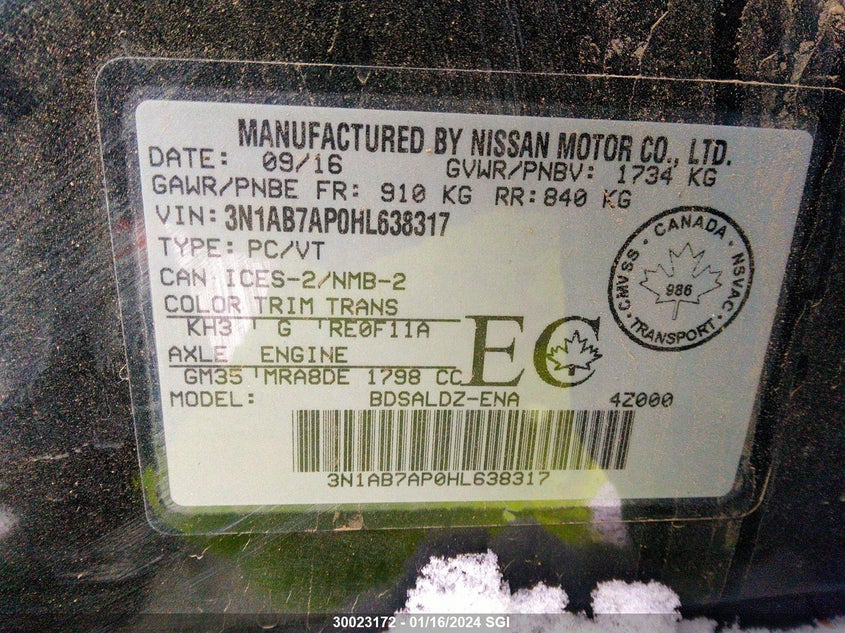 MANUFACTURED BY NISSAN MOTOR CO., LTD.
DATE: 09/16 GVWR/PNBV: 1734 KG
GAWR/PNBE FR: 910 KG RR:840 KG
VIN: 3N1AB7AP0HL638317
TYPE: PC/VT
CAN ICES-2/NMB-2
COLOR TRIM TRANS
KH3 G RE0F11A
AXLE ENGINE
GM35 MRA8DE 1798 CC
EC
CMVSS · CANADA · NSVAC · TRANSPORT ·
986
MODEL: BDSALDZ-ENA 4Z000
3N1AB7AP0HL638317
30023172 - 01/16/2024 SGI